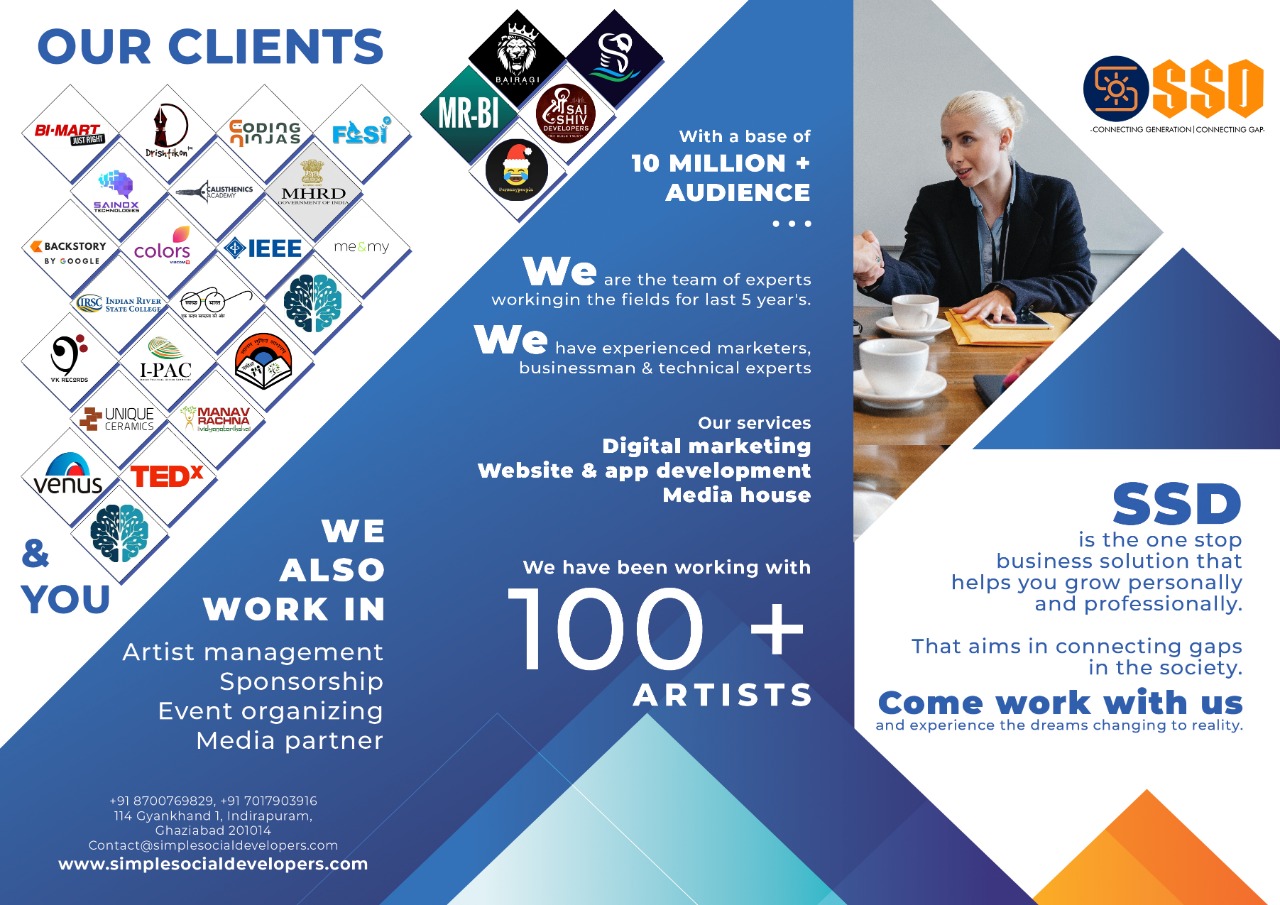 OUR CLIENTS
BI-MART
JUST RIGHT
Drishtikon
CODING
NINJAS
SAINOX
TECHNOLOGIES
CALISTHENICS
ACADEMY
MHRD
GOVERNMENT OF INDIA
BACKSTORY
BY GOOGLE
colors
VIACOM18
IEEE
me&my
IRSC INDIAN RIVER
STATE COLLEGE
एक कदम स्वच्छता की ओर
VK RECORDS
I-PAC
UNIQUE
CERAMICS
MANAV
RACHNA
venus
TEDx
&
YOU
BAIRAGI
MR-BI
SAI
SHIV
DEVELOPERS
WE
ALSO
WORK IN
Artist management
Sponsorship
Event organizing
Media partner
+91 8700769829, +91 7017903916
114 Gyankhand 1, Indirapuram,
Ghaziabad 201014
Contact@simplesocialdevelopers.com
www.simplesocialdevelopers.com
With a base of
10 MILLION +
AUDIENCE
...
We are the team of experts
workingin the fields for last 5 year's.
We have experienced marketers,
businessman & technical experts
Our services
Digital marketing
Website & app development
Media house
We have been working with
100 +
ARTISTS
SSD
-CONNECTING GENERATION | CONNECTING GAP-
SSD
is the one stop
business solution that
helps you grow personally
and professionally.
That aims in connecting gaps
in the society.
Come work with us
and experience the dreams changing to reality.